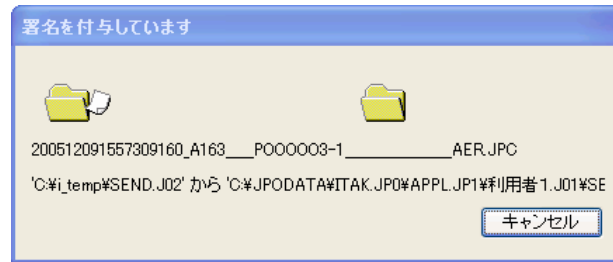 署名を付与しています
200512091557309160_A163___POOOOO3-1____________AER.JPC
'C:¥i_temp¥SEND.J02' から 'C:¥JPODATA¥ITAK.JP0¥APPL.JP1¥利用者1.J01¥SE
キャンセル